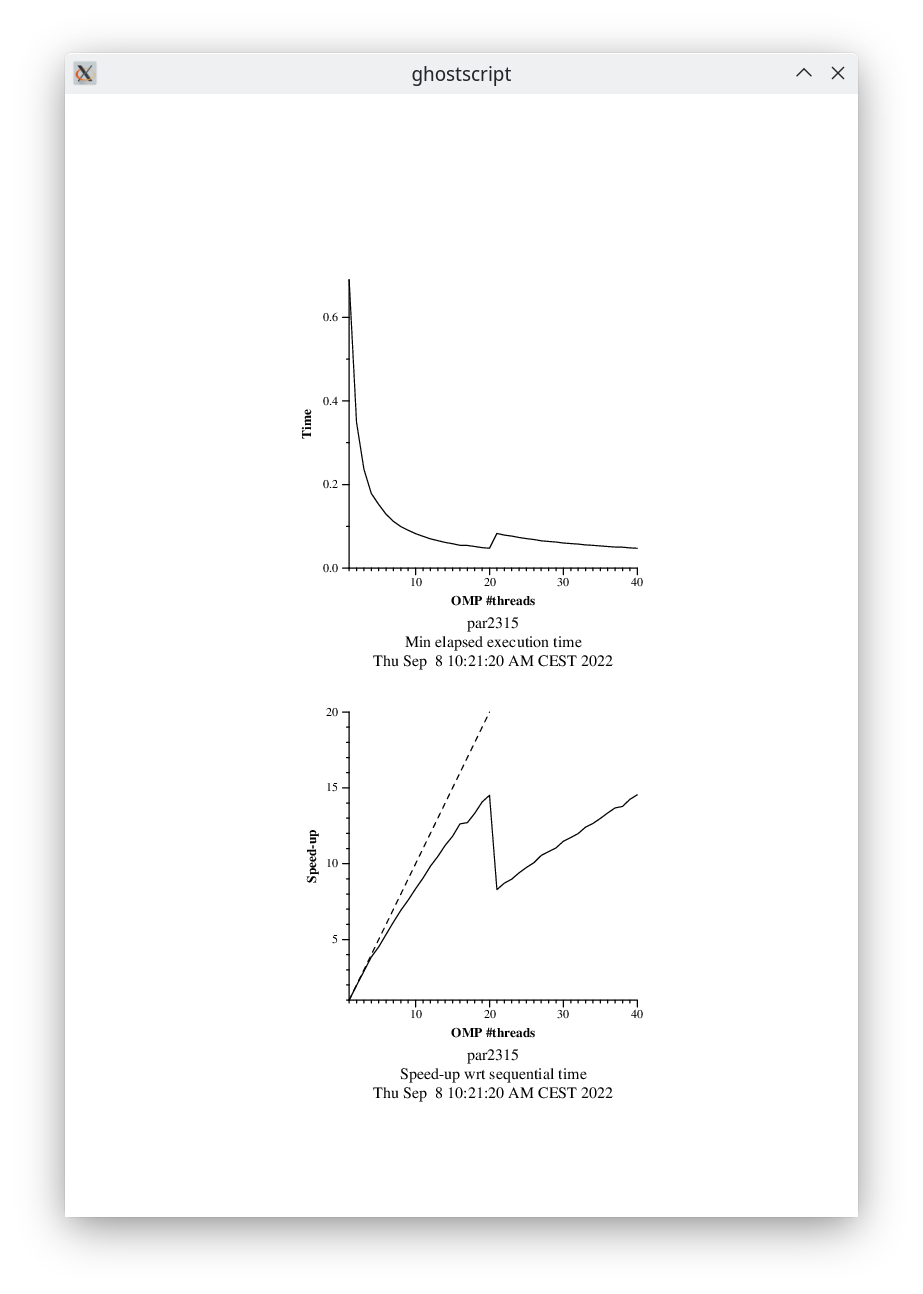 ghostscript
0.6
0.4
0.2
0.0
Time
10 20 30 40
OMP #threads
par2315
Min elapsed execution time
Thu Sep  8 10:21:20 AM CEST 2022
20
15
10
5
Speed-up
10 20 30 40
OMP #threads
par2315
Speed-up wrt sequential time
Thu Sep  8 10:21:20 AM CEST 2022